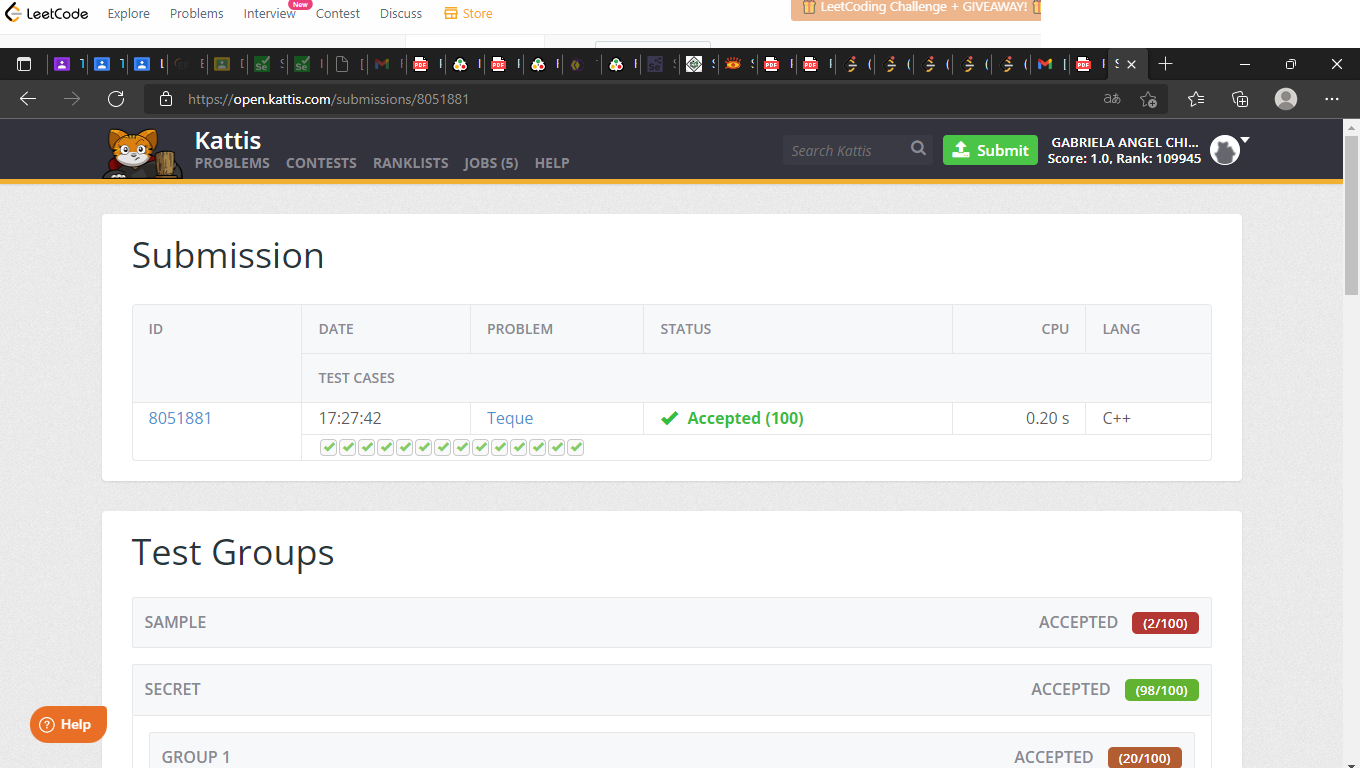 LeetCode Explore Problems Interview New Contest Discuss Store LeetCoding Challenge + GIVEAWAY!
https://open.kattis.com/submissions/8051881
Kattis
PROBLEMS CONTESTS RANKLISTS JOBS (5) HELP
Search Kattis
Submit
GABRIELA ANGEL CHI...
Score: 1.0, Rank: 109945
Submission
ID DATE PROBLEM STATUS CPU LANG
TEST CASES
8051881 17:27:42 Teque Accepted (100) 0.20 s C++
Test Groups
SAMPLE ACCEPTED (2/100)
SECRET ACCEPTED (98/100)
Help
GROUP 1 ACCEPTED (20/100)